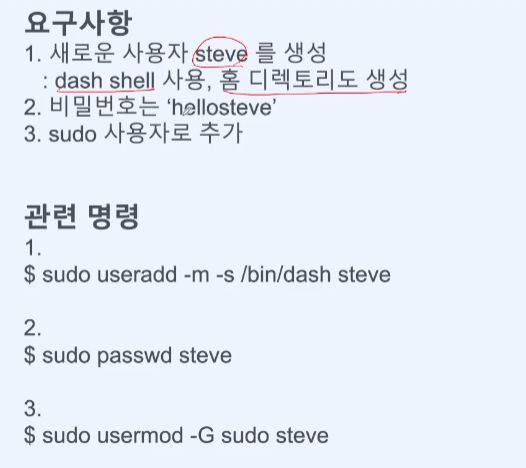 요구사항
1. 새로운 사용자 steve 를 생성
: dash shell 사용, 홈 디렉토리도 생성
2. 비밀번호는 ‘hellosteve’
3. sudo 사용자로 추가
관련 명령
1.
$ sudo useradd -m -s /bin/dash steve
2.
$ sudo passwd steve
3.
$ sudo usermod -G sudo steve